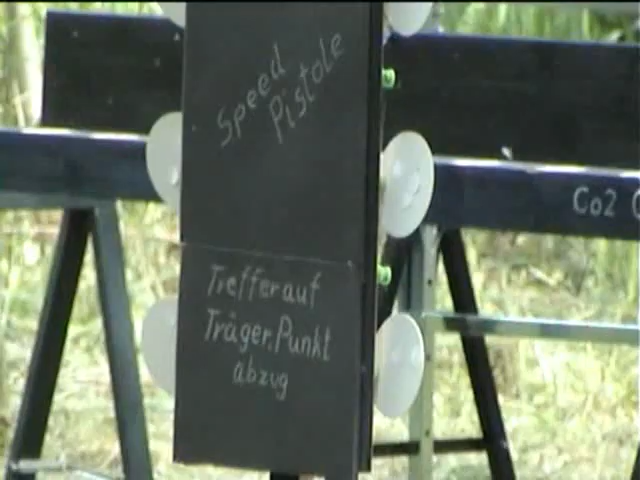 Speed
Pistole
Treffer auf
Träger, Punkt
abzug
Co2